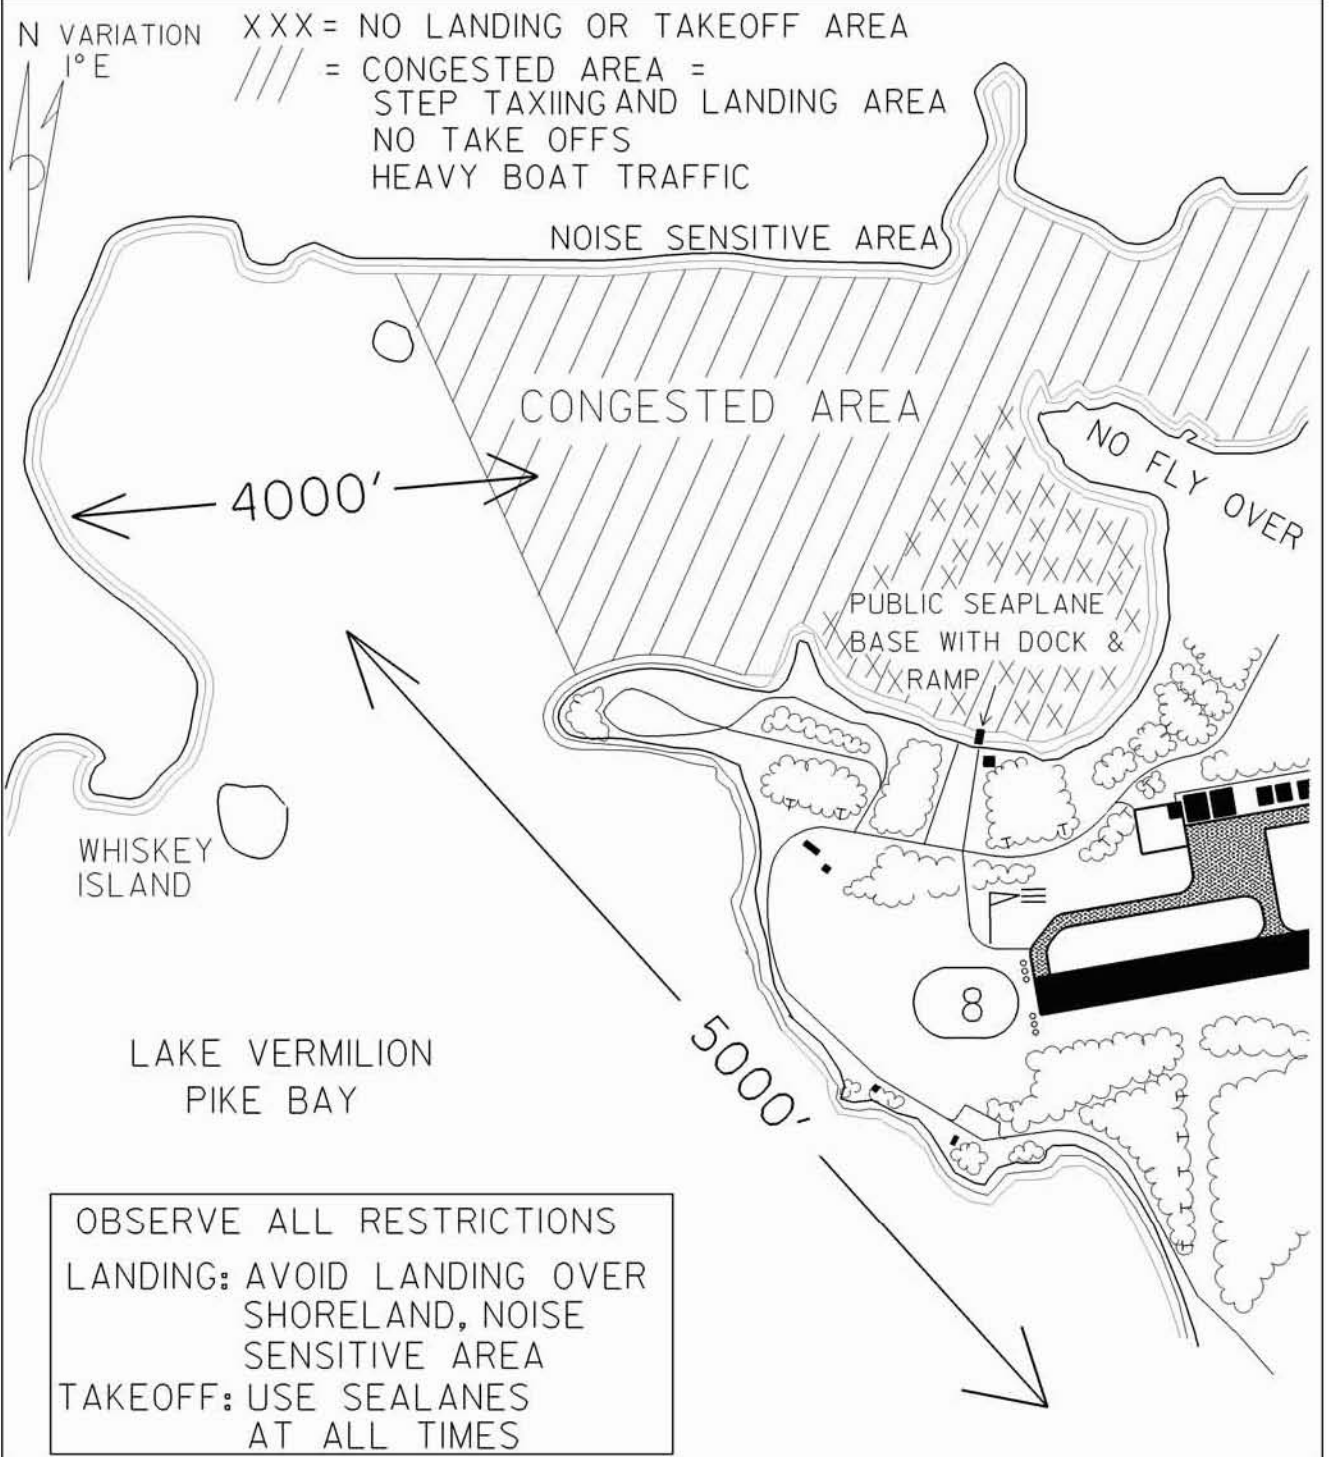 N VARIATION
1° E
XXX = NO LANDING OR TAKEOFF AREA
/// = CONGESTED AREA =
STEP TAXIING AND LANDING AREA
NO TAKE OFFS
HEAVY BOAT TRAFFIC
NOISE SENSITIVE AREA
CONGESTED AREA
NO FLY OVER
4000'
PUBLIC SEAPLANE
BASE WITH DOCK &
RAMP
WHISKEY
ISLAND
8
5000'
LAKE VERMILION
PIKE BAY
OBSERVE ALL RESTRICTIONS
LANDING: AVOID LANDING OVER
SHORELAND, NOISE
SENSITIVE AREA
TAKEOFF: USE SEALANES
AT ALL TIMES